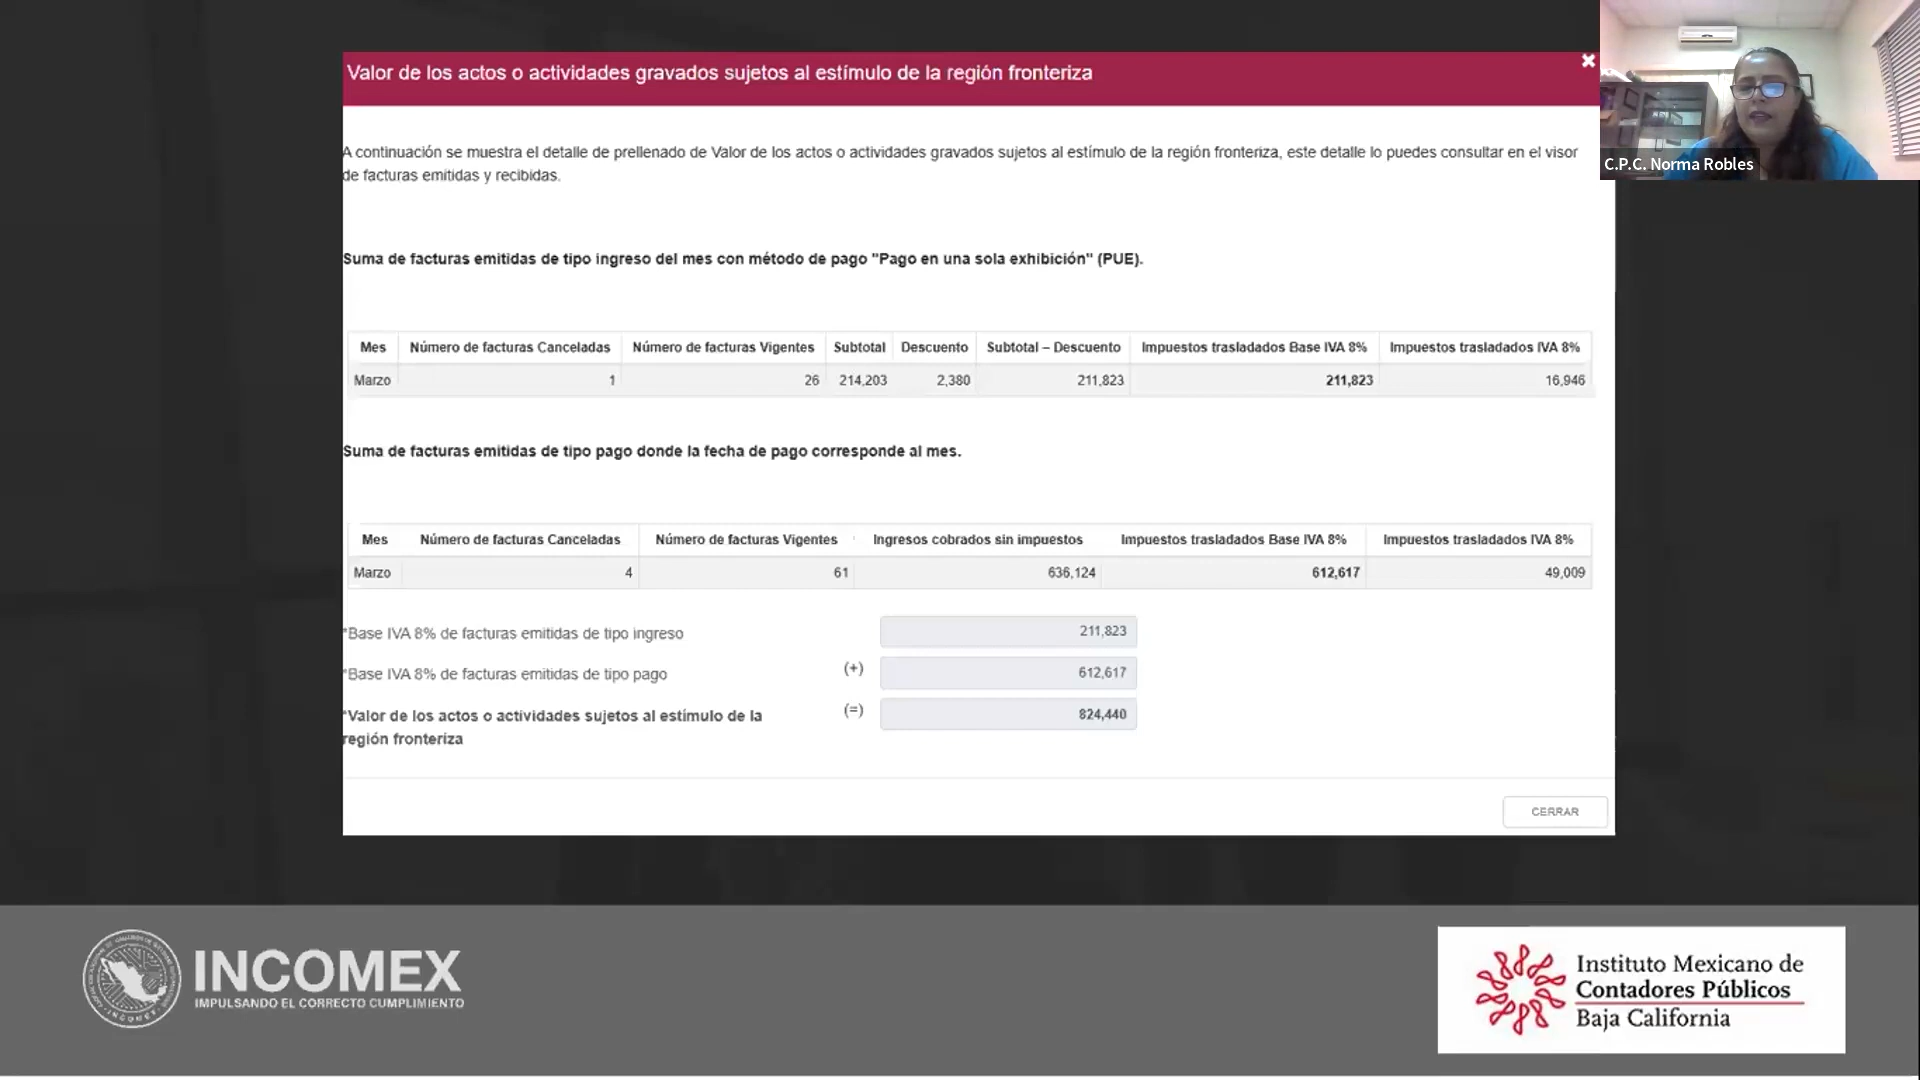 Valor de los actos o actividades gravados sujetos al estímulo de la región fronteriza
C.P.C. Norma Robles
A continuación se muestra el detalle de prellenado de Valor de los actos o actividades gravados sujetos al estímulo de la región fronteriza, este detalle lo puedes consultar en el visor
de facturas emitidas y recibidas.
Suma de facturas emitidas de tipo ingreso del mes con método de pago "Pago en una sola exhibición" (PUE).
Mes Número de facturas Canceladas Número de facturas Vigentes Subtotal Descuento Subtotal – Descuento Impuestos trasladados Base IVA 8% Impuestos trasladados IVA 8%
Marzo 1 26 214,203 2,380 211,823 211,823 16,946
Suma de facturas emitidas de tipo pago donde la fecha de pago corresponde al mes.
Mes Número de facturas Canceladas Número de facturas Vigentes Ingresos cobrados sin impuestos Impuestos trasladados Base IVA 8% Impuestos trasladados IVA 8%
Marzo 4 61 636,124 612,617 49,009
*Base IVA 8% de facturas emitidas de tipo ingreso 211,823
*Base IVA 8% de facturas emitidas de tipo pago (+) 612,617
*Valor de los actos o actividades sujetos al estímulo de la (=) 824,440
región fronteriza
CERRAR
INCOMEX
IMPULSANDO EL CORRECTO CUMPLIMIENTO
Instituto Mexicano de
Contadores Públicos
Baja California